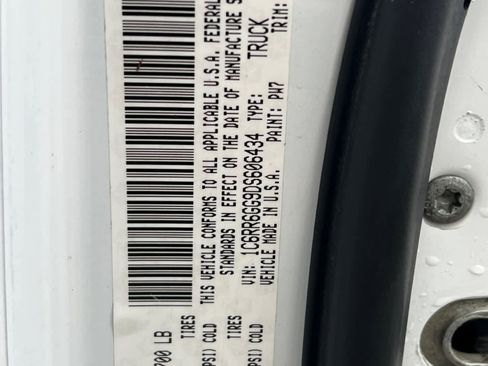 THIS VEHICLE CONFORMS TO ALL APPLICABLE U.S.A. FEDERAL
STANDARDS IN EFFECT ON THE DATE OF MANUFACTURE S
VIN: 1C6RR6GG9DS606434 TYPE: TRUCK
VEHICLE MADE IN U.S.A. PAINT: PW7 TRIM:
700 LB TIRES
PSI) COLD TIRES
(PSI) COLD